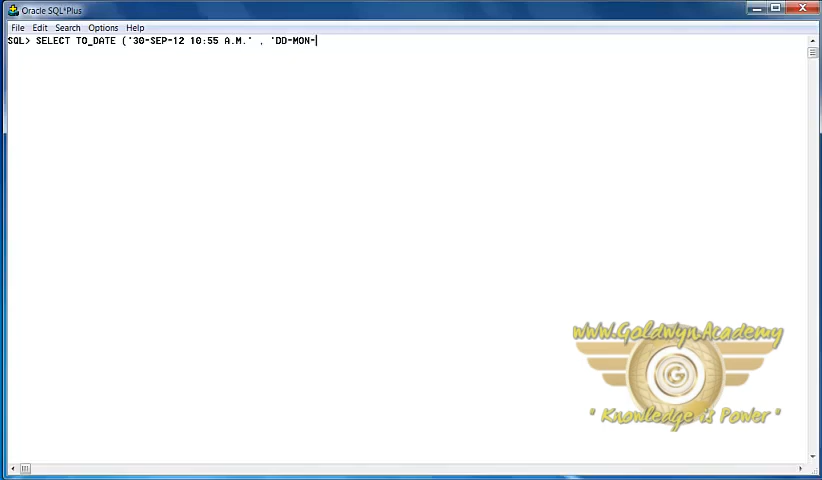 Oracle SQL*Plus
File Edit Search Options Help
SQL> SELECT TO_DATE ('30-SEP-12 10:55 A.M.' , 'DD-MON-
www.GoldwynAcademy
G
" Knowledge is Power "